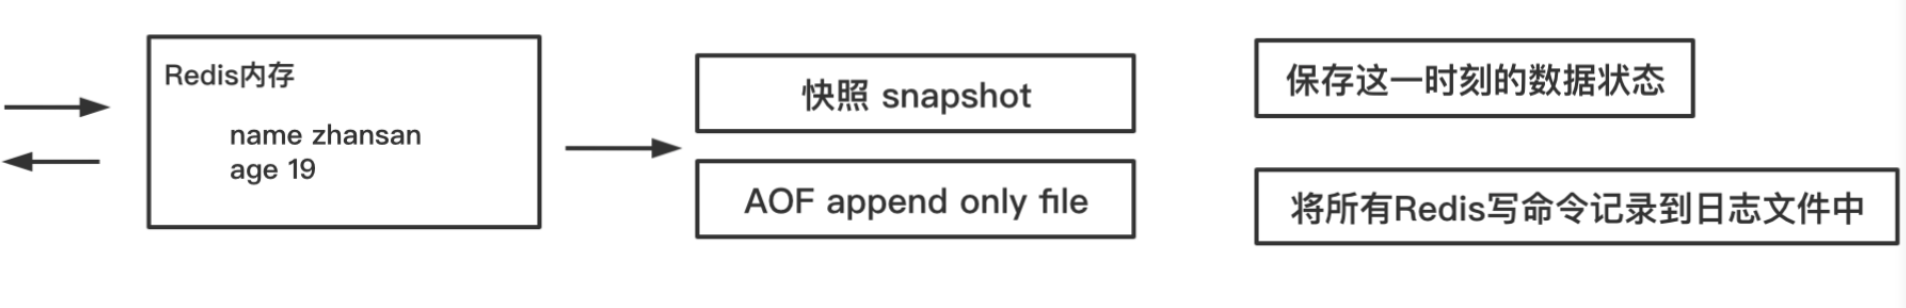 Redis内存
name zhansan
age 19
快照 snapshot
AOF append only file
保存这一时刻的数据状态
将所有Redis写命令记录到日志文件中